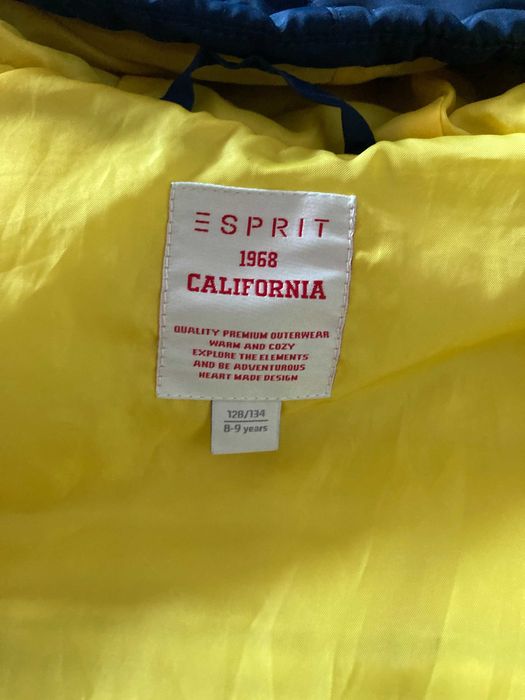 ESPRIT
1968
CALIFORNIA
QUALITY PREMIUM OUTERWEAR
WARM AND COZY
EXPLORE THE ELEMENTS
AND BE ADVENTUROUS
HEART MADE DESIGN
128/134
8-9 years